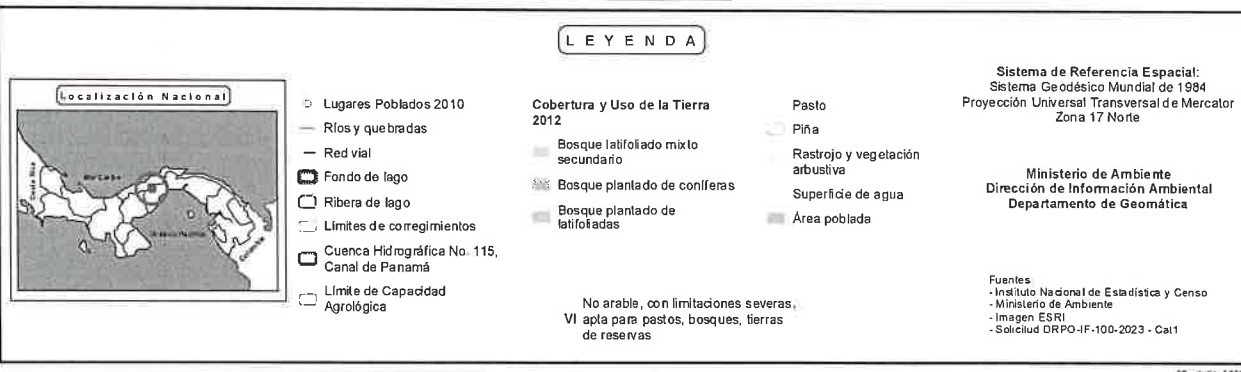 L E Y E N D A
Localización Nacional
Costa Rica
Mar Caribe
Colombia
Lugares Poblados 2010
Ríos y quebradas
Red vial
Fondo de lago
Ribera de lago
Límites de corregimientos
Cuenca Hidrográfica No. 115,
Canal de Panamá
Límite de Capacidad
Agrológica
Cobertura y Uso de la Tierra
2012
Bosque latifoliado mixto
secundario
Bosque plantado de coníferas
Bosque plantado de
latifoliadas
No arable, con limitaciones severas,
VI apta para pastos, bosques, tierras
de reservas
Pasto
Piña
Rastrojo y vegetación
arbustiva
Superficie de agua
Área poblada
Sistema de Referencia Espacial:
Sistema Geodésico Mundial de 1984
Proyección Universal Transversal de Mercator
Zona 17 Norte
Ministerio de Ambiente
Dirección de Información Ambiental
Departamento de Geomática
Fuentes
- Instituto Nacional de Estadística y Censo
- Ministerio de Ambiente
- Imagen ESRI
- Solicitud DRPO-IF-100-2023 - Cat1